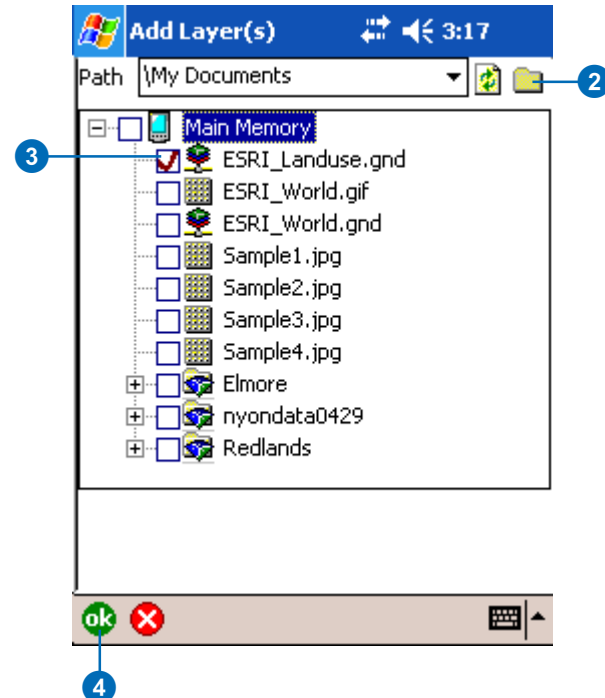 Add Layer(s) 3:17
Path \My Documents
2
Main Memory
3
ESRI_Landuse.gnd
ESRI_World.gif
ESRI_World.gnd
Sample1.jpg
Sample2.jpg
Sample3.jpg
Sample4.jpg
Elmore
nyondata0429
Redlands
ok
4